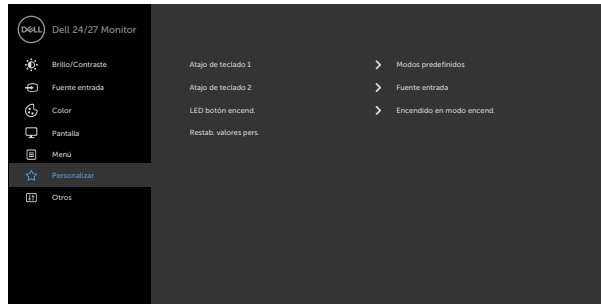 DELL Dell 24/27 Monitor
Brillo/Contraste Atajo de teclado 1 Modos predefinidos
Fuente entrada Atajo de teclado 2 Fuente entrada
Color LED botón encend. Encendido en modo encend.
Pantalla Restab. valores pers.
Menú
Personalizar
Otros